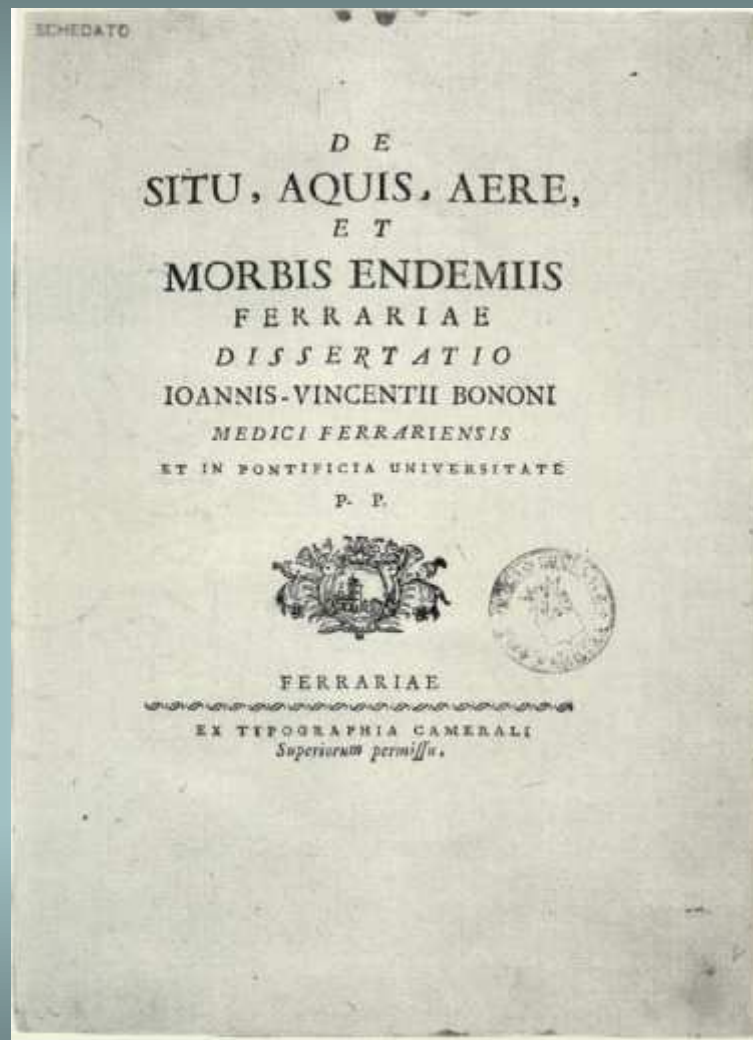 SCHEDATO
DE
SITU, AQUIS, AERE,
ET
MORBIS ENDEMIIS
FERRARIAE
DISSERTATIO
IOANNIS-VINCENTII BONONI
MEDICI FERRARIENSIS
ET IN PONTIFICIA UNIVERSITATE
P. P.
FERRARIAE
EX TYPOGRAPHIA CAMERALI
Superiorum permiſſu.